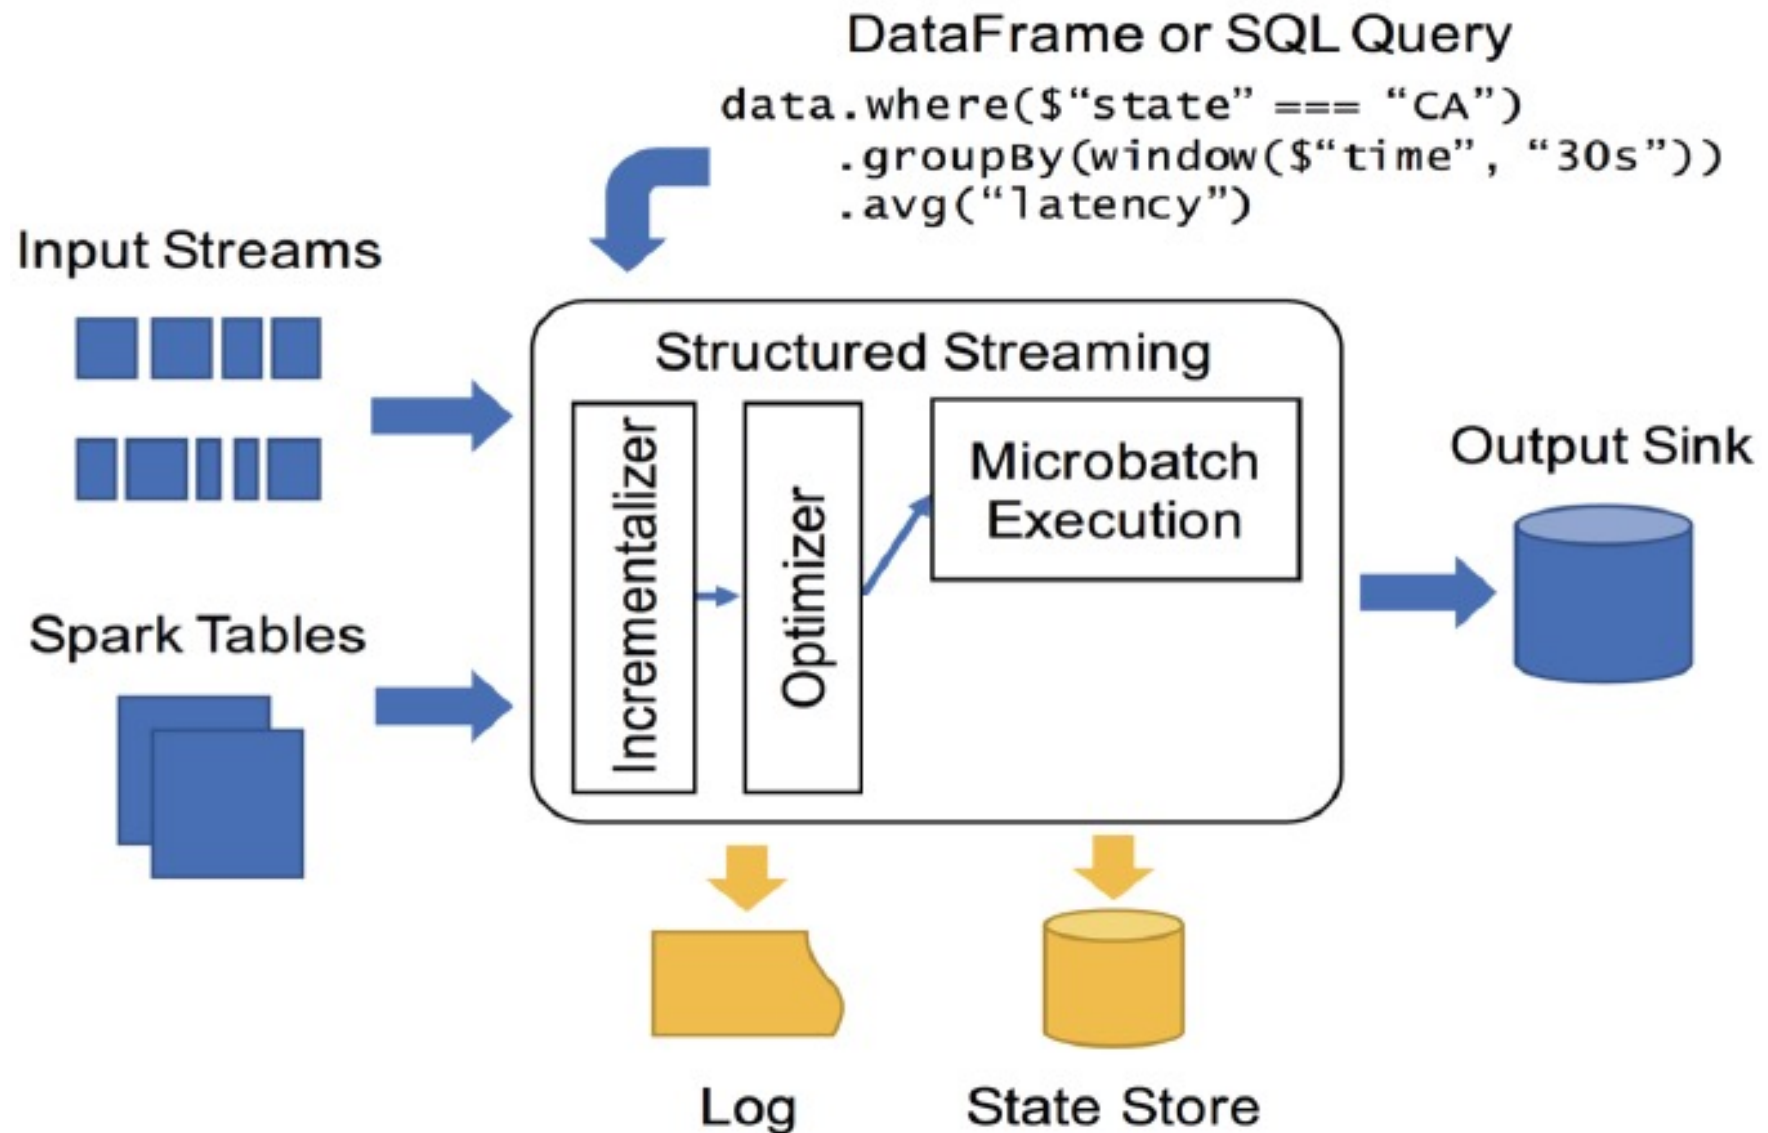 DataFrame or SQL Query
data.where($“state” === “CA”)
.groupBy(window($“time”, “30s”))
.avg(“latency”)
Input Streams
Structured Streaming
Incrementalizer
Optimizer
Microbatch
Execution
Output Sink
Spark Tables
Log
State Store